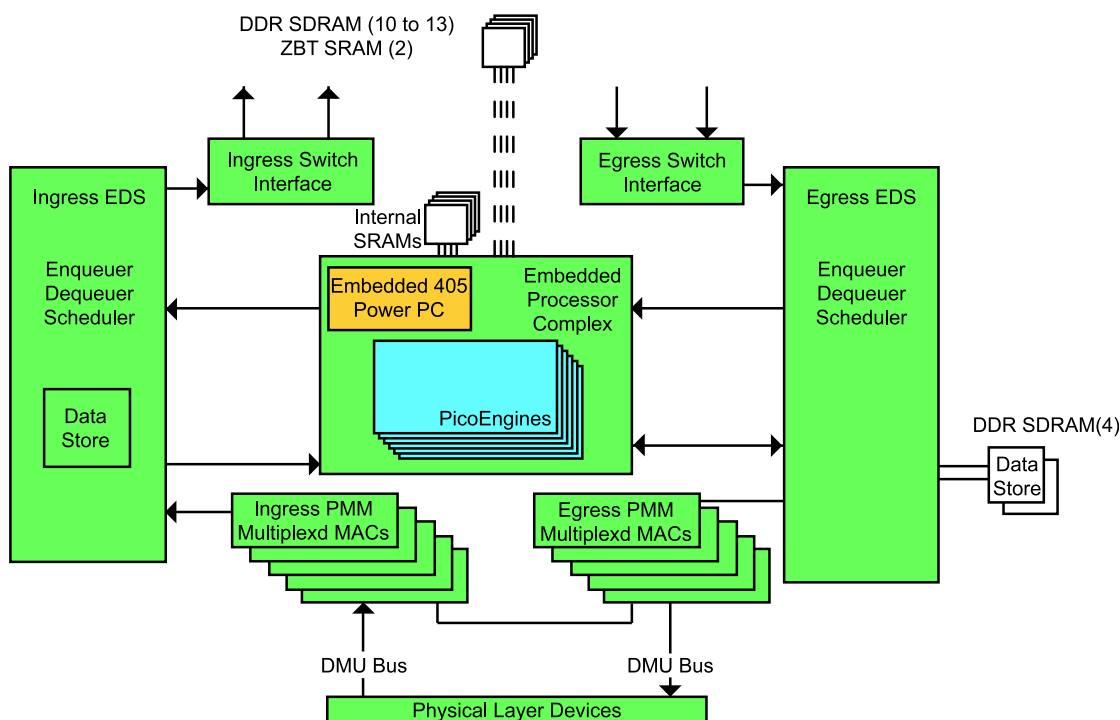 DDR SDRAM (10 to 13)
ZBT SRAM (2)
Ingress Switch
Interface
Egress Switch
Interface
Ingress EDS
Enqueuer
Dequeuer
Scheduler
Data
Store
Internal
SRAMs
Embedded 405
Power PC
Embedded
Processor
Complex
PicoEngines
Egress EDS
Enqueuer
Dequeuer
Scheduler
DDR SDRAM(4)
Data
Store
Ingress PMM
Multiplexd MACs
Egress PMM
Multiplexd MACs
DMU Bus
DMU Bus
Physical Layer Devices